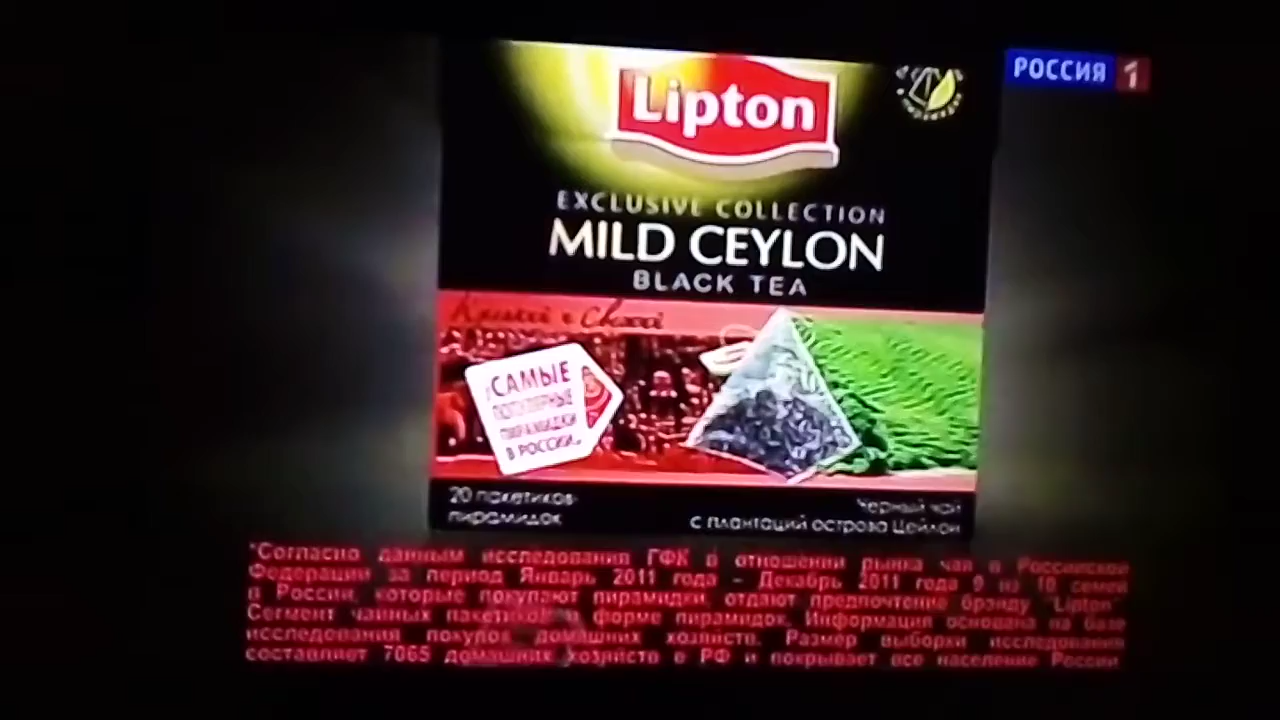 РОССИЯ 1
Lipton
EXCLUSIVE COLLECTION
MILD CEYLON
BLACK TEA
САМЫЕ
ПОПУЛЯРНЫЕ
ПИРАМИДКИ
В РОССИИ
20 пакетиков-
пирамидок
Черный чай
с плантаций острова Цейлон
*Согласно данным исследования ГФК в отношении рынка чая в Российской
Федерации за период Январь 2011 года – Декабрь 2011 года 9 из 10 семей
в России, которые покупают пирамидки, отдают предпочтение брэнду "Lipton"
Сегмент чайных пакетиков в форме пирамидок. Информация основана на базе
исследования покупок домашних хозяйств. Размер выборки исследования
составляет 7065 домашних хозяйств в РФ и покрывает все население России